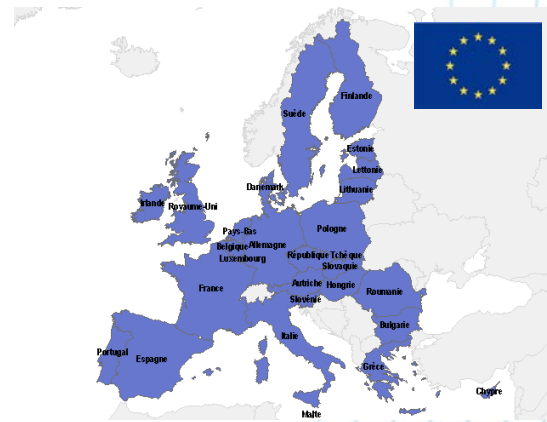 Finlande
Suède
Estonie
Lettonie
Lithuanie
Danemark
Irlande
Royaume-Uni
Pologne
Pays-Bas
Belgique
Allemagne
Luxembourg
République Tchèque
Slovaquie
Autriche
Hongrie
France
Roumanie
Slovénie
Bulgarie
Italie
Portugal
Espagne
Grèce
Chypre
Malte